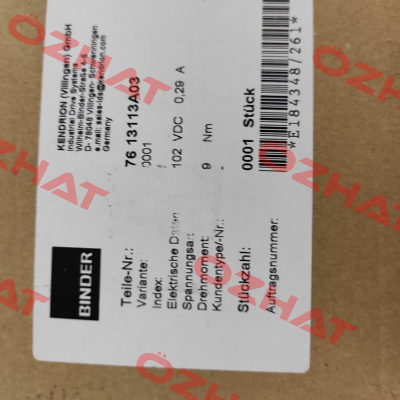 KENDRION (Villingen) GmbH
Industrial Drive Systems
Wilhelm-Binder-Straße 4-6
D- 78048 Villingen- Schwenningen
e.mail: sales-ids@kendrion.com
Germany
BINDER
Teile-Nr.: 76 13113A03
Variante: 0001
Index: f
Elektrische Daten 102 VDC 0,29 A
Spannungsart: -
Drehmoment: 9 Nm
Kundentype/-Nr.: -
Stückzahl: 0001 Stück
Auftragsnummer: *E184348/261*
OZHAT
OZHAT
OZHAT
OZHAT
OZHAT